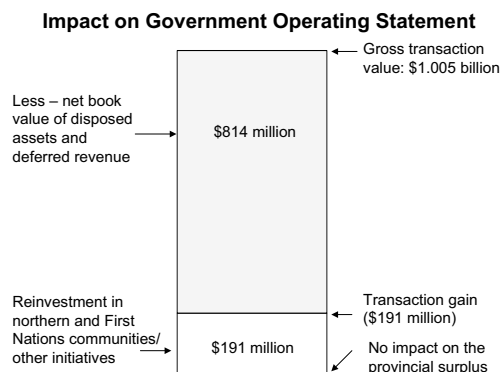 Impact on Government Operating Statement
Gross transaction
value: $1.005 billion
Less – net book
value of disposed
assets and
deferred revenue
$814 million
Transaction gain
($191 million)
Reinvestment in
northern and First
Nations communities/
other initiatives
$191 million
No impact on the
provincial surplus